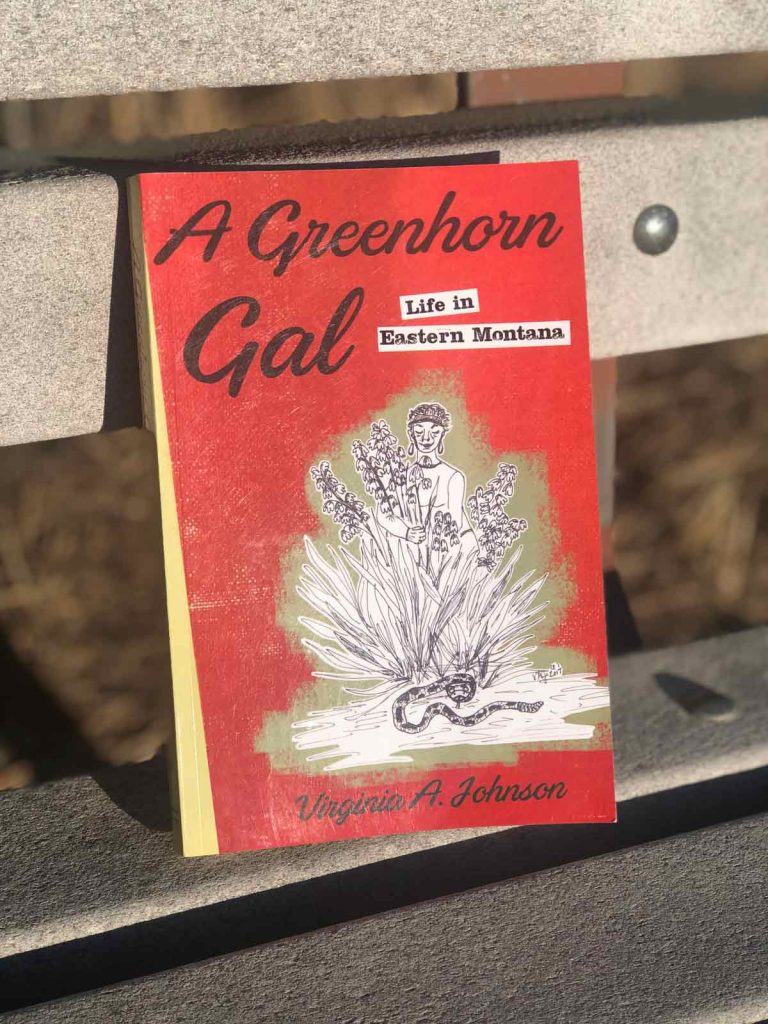 A Greenhorn
Gal
Life in
Eastern Montana
Virginia A. Johnson